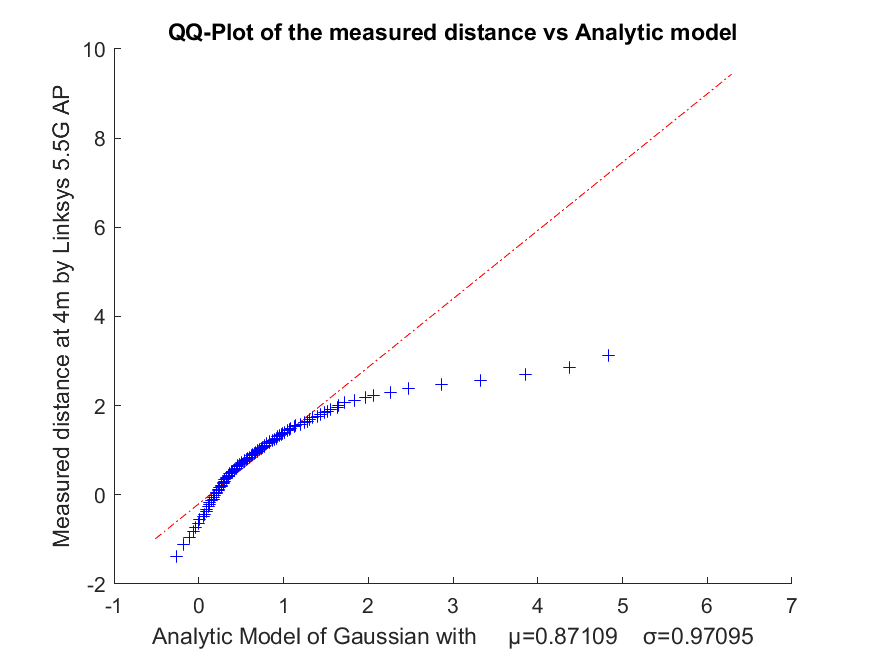 QQ-Plot of the measured distance vs Analytic model
Measured distance at 4m by Linksys 5.5G AP
10
8
6
4
2
0
-2
-1 0 1 2 3 4 5 6 7
Analytic Model of Gaussian with μ=0.87109 σ=0.97095